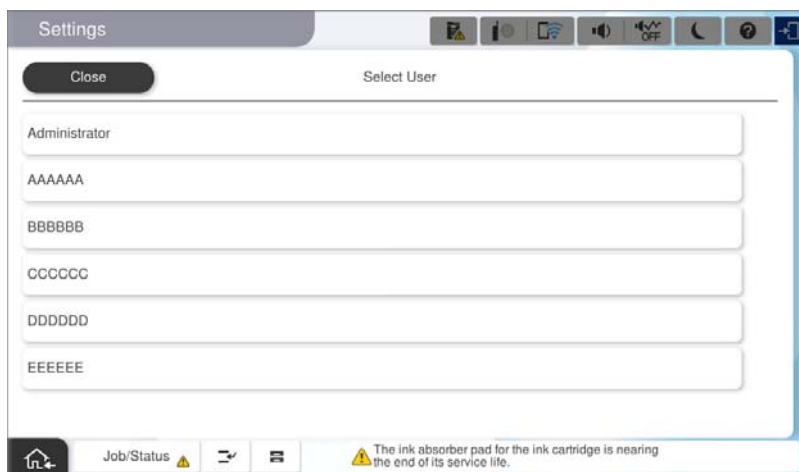 Settings
OFF
Close
Select User
Administrator
AAAAAA
BBBBBB
CCCCCC
DDDDDD
EEEEEE
Job/Status
The ink absorber pad for the ink cartridge is nearing
the end of its service life.